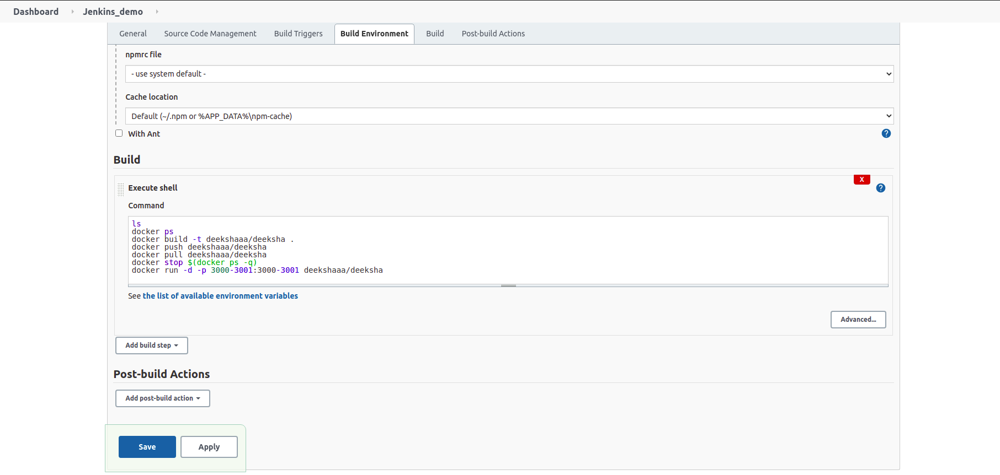 Dashboard Jenkins_demo
General Source Code Management Build Triggers Build Environment Build Post-build Actions
npmrc file
- use system default -
Cache location
Default (~/.npm or %APP_DATA%\npm-cache)
With Ant ?
Build
X
Execute shell ?
Command
ls
docker ps
docker build -t deekshaaa/deeksha .
docker push deekshaaa/deeksha
docker pull deekshaaa/deeksha
docker stop $(docker ps -q)
docker run -d -p 3000-3001:3000-3001 deekshaaa/deeksha
See the list of available environment variables
Advanced...
Add build step
Post-build Actions
Add post-build action
Save Apply